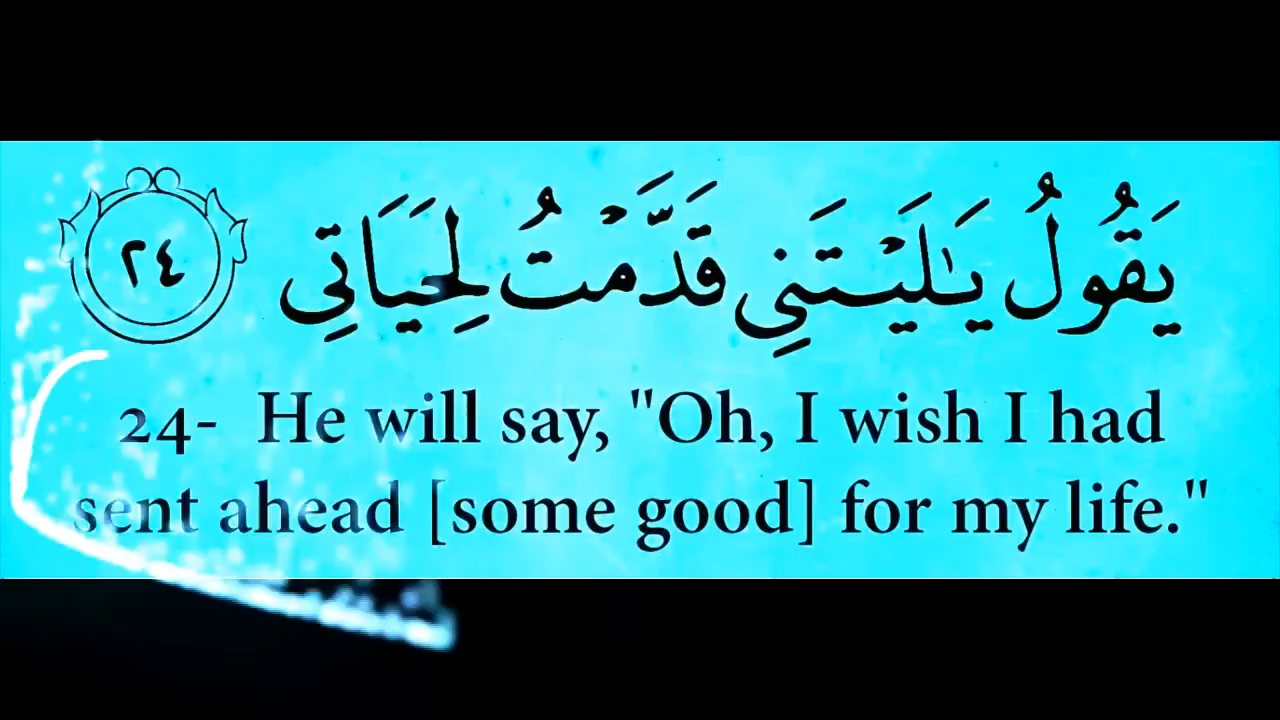 يَقُولُ يَٰلَيْتَنِي قَدَّمْتُ لِحَيَاتِي ٢٤
24- He will say, "Oh, I wish I had
sent ahead [some good] for my life."